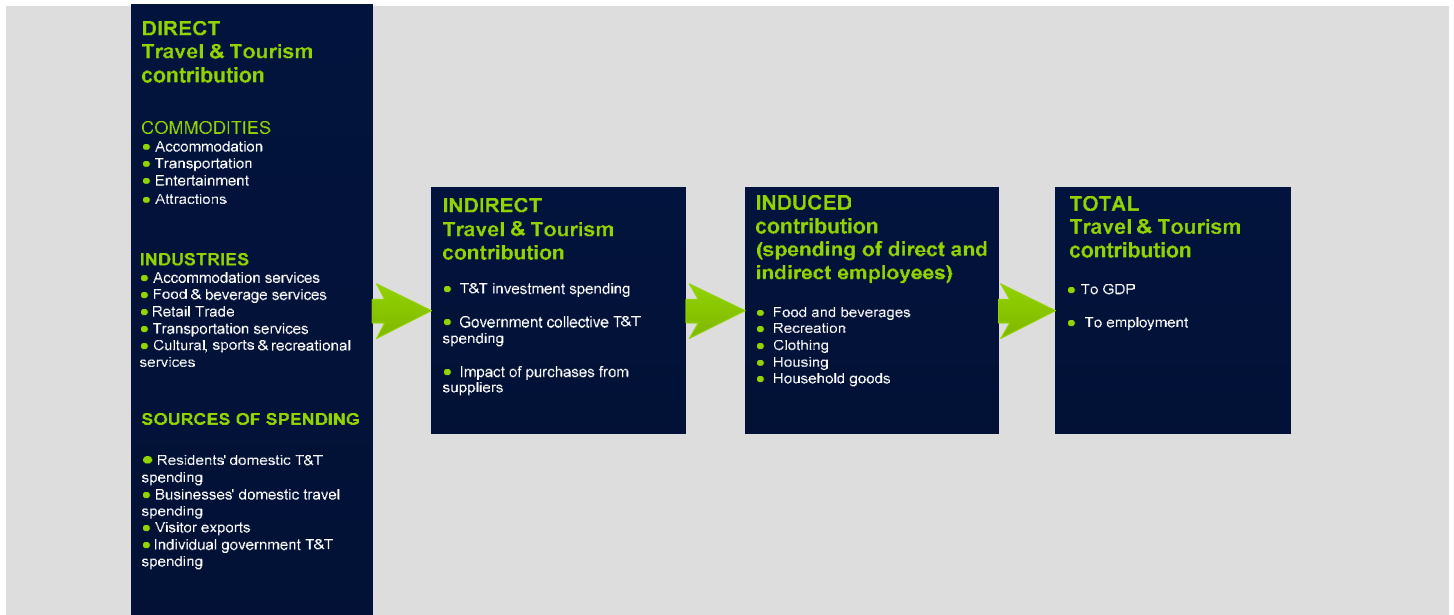 DIRECT
Travel & Tourism
contribution
COMMODITIES
● Accommodation
● Transportation
● Entertainment
● Attractions
INDUSTRIES
● Accommodation services
● Food & beverage services
● Retail Trade
● Transportation services
● Cultural, sports & recreational
services
SOURCES OF SPENDING
● Residents' domestic T&T
spending
● Businesses' domestic travel
spending
● Visitor exports
● Individual government T&T
spending
INDIRECT
Travel & Tourism
contribution
● T&T investment spending
● Government collective T&T
spending
● Impact of purchases from
suppliers
INDUCED
contribution
(spending of direct and
indirect employees)
● Food and beverages
● Recreation
● Clothing
● Housing
● Household goods
TOTAL
Travel & Tourism
contribution
● To GDP
● To employment